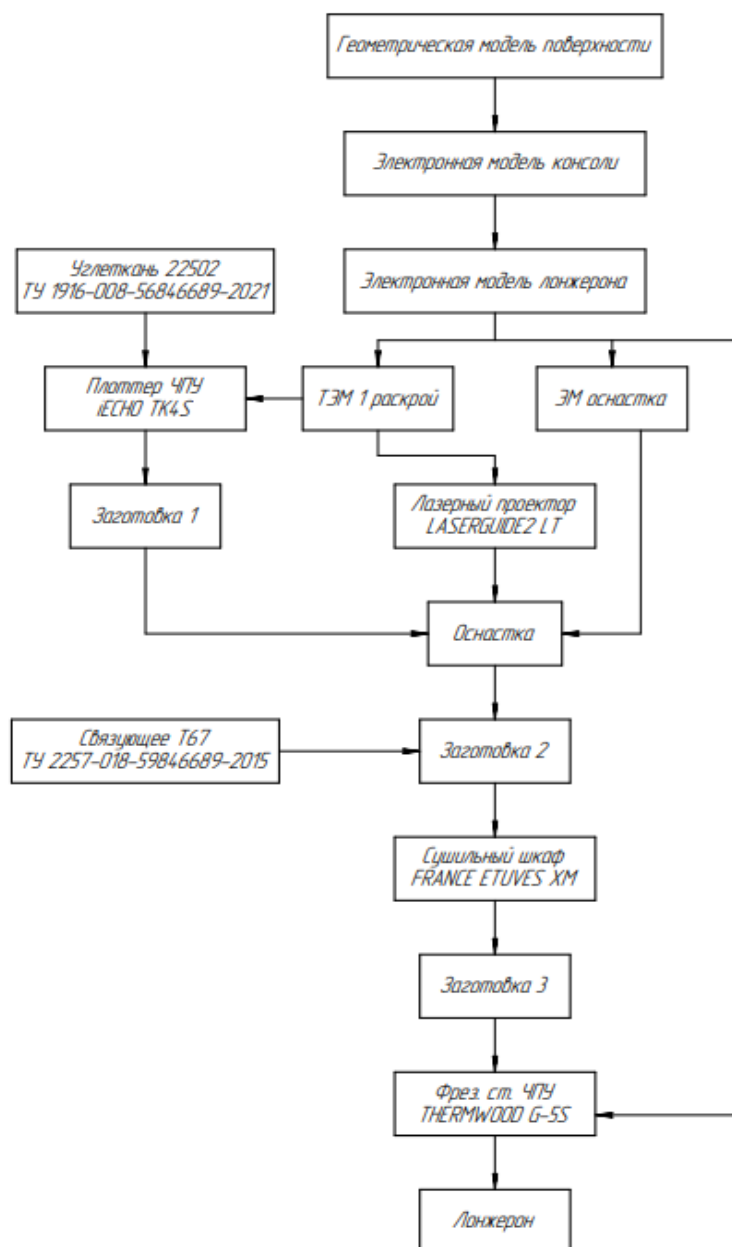 Геометрическая модель поверхности
Электронная модель консоли
Углеткань 22502
ТУ 1916-008-56846689-2021
Электронная модель лонжерона
Плоттер ЧПУ
iECHO TK4S
ТЭМ 1 раскрой
ЭМ оснастка
Заготовка 1
Лазерный проектор
LASERGUIDE2 LT
Оснастка
Связующее Т67
ТУ 2257-018-59846689-2015
Заготовка 2
Сушильный шкаф
FRANCE ETUVES XM
Заготовка 3
Фрез. ст. ЧПУ
THERMWOOD G-5S
Лонжерон